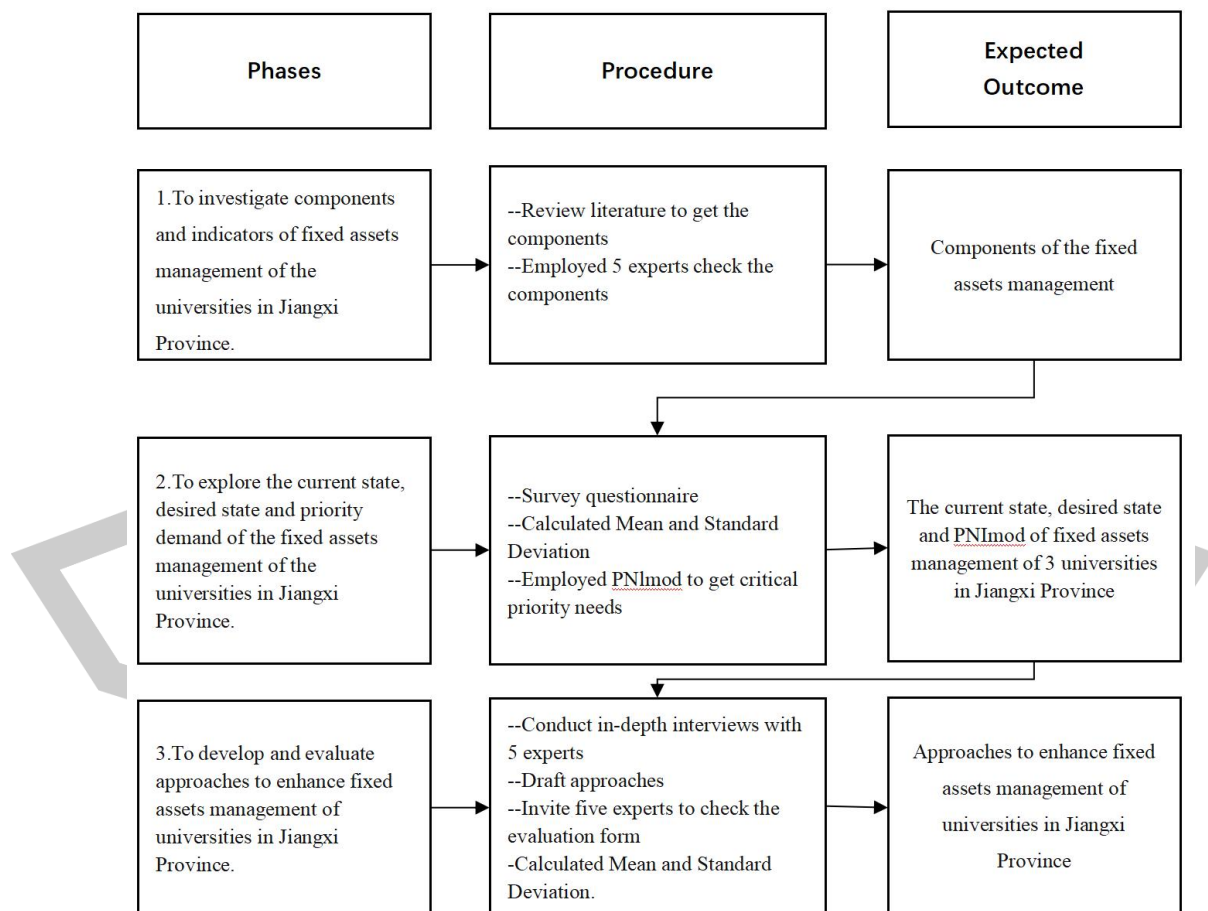 Phases
Procedure
Expected
Outcome
1.To investigate components
and indicators of fixed assets
management of the
universities in Jiangxi
Province.
--Review literature to get the
components
--Employed 5 experts check the
components
Components of the fixed
assets management
2.To explore the current state,
desired state and priority
demand of the fixed assets
management of the
universities in Jiangxi
Province.
--Survey questionnaire
--Calculated Mean and Standard
Deviation
--Employed PNImod to get critical
priority needs
The current state, desired state
and PNImod of fixed assets
management of 3 universities
in Jiangxi Province
3.To develop and evaluate
approaches to enhance fixed
assets management of
universities in Jiangxi
Province.
--Conduct in-depth interviews with
5 experts
--Draft approaches
--Invite five experts to check the
evaluation form
-Calculated Mean and Standard
Deviation.
Approaches to enhance fixed
assets management of
universities in Jiangxi
Province